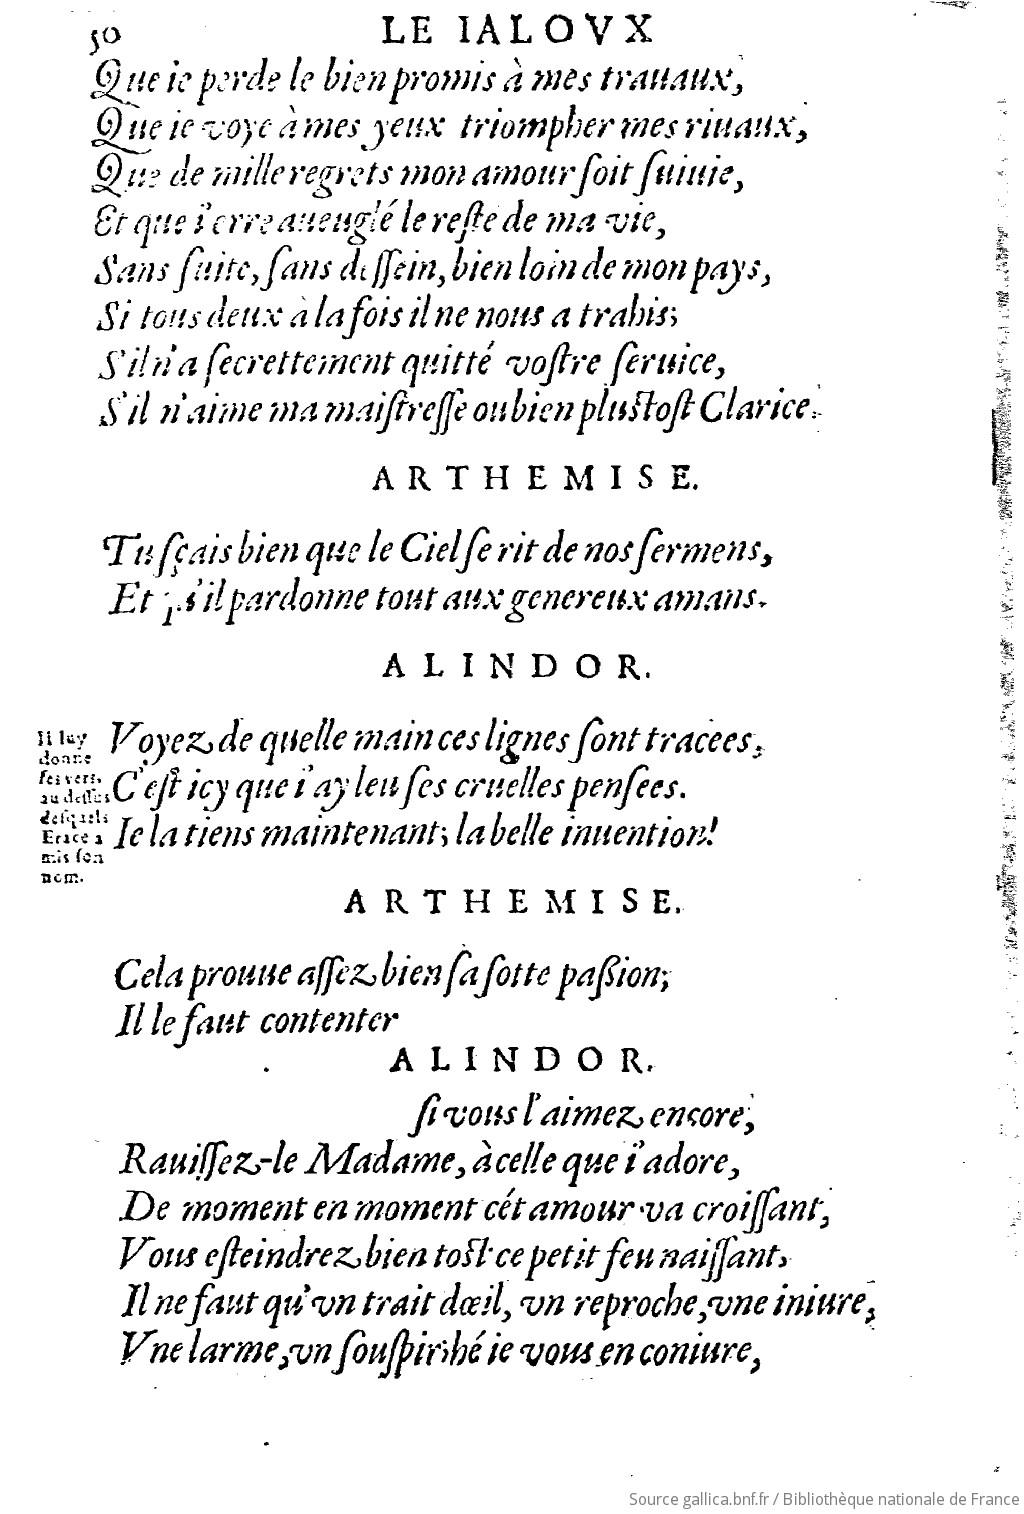 50 LE IALOVX
Que ie perde le bien promis à mes trauaux,
Que ie voye à mes yeux triompher mes riuaux,
Que de mille regrets mon amour ſoit ſuiuie,
Et que i'erre aueuglé le reſte de ma vie,
Sans ſuite, ſans deſſein, bien loin de mon pays,
Si tous deux à la fois il ne nous a trahis;
S'il n'a ſecrettement quitté voſtre ſeruice,
S'il n'aime ma maiſtreſſe ou bien pluſtoſt Clarice.
ARTHEMISE.
Tu ſçais bien que le Ciel ſe rit de nos ſermens,
Et s'il pardonne tout aux genereux amans.
ALINDOR.
Il luy
donne
ſes vers,
au deſſus
deſquels
Erace a
mis ſon
nom.
Voyez de quelle main ces lignes ſont tracées,
C'eſt icy que i'ay leu ſes cruelles penſees.
Ie la tiens maintenant; la belle inuention!
ARTHEMISE.
Cela prouue aſſez bien ſa ſotte paßion;
Il le faut contenter
ALINDOR.
ſi vous l'aimez encore,
Rauiſſez-le Madame, à celle que i'adore,
De moment en moment cét amour va croiſſant,
Vous eſteindrez bien toſt ce petit feu naiſſant,
Il ne faut qu'vn trait dœil, vn reproche, vne iniure,
Vne larme, vn ſouſpir, hé ie vous en coniure,
Source gallica.bnf.fr / Bibliothèque nationale de France